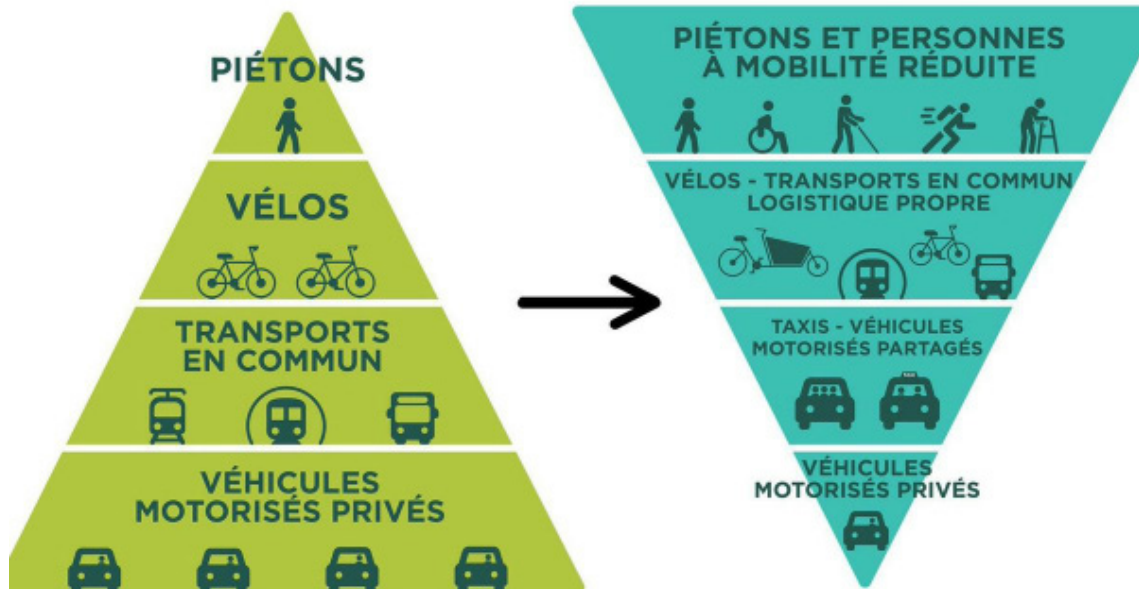 PIÉTONS
VÉLOS
TRANSPORTS
EN COMMUN
VÉHICULES
MOTORISÉS PRIVÉS
PIÉTONS ET PERSONNES
À MOBILITÉ RÉDUITE
VÉLOS - TRANSPORTS EN COMMUN
LOGISTIQUE PROPRE
TAXIS - VÉHICULES
MOTORISÉS PARTAGÉS
TAXI
VÉHICULES
MOTORISÉS PRIVÉS